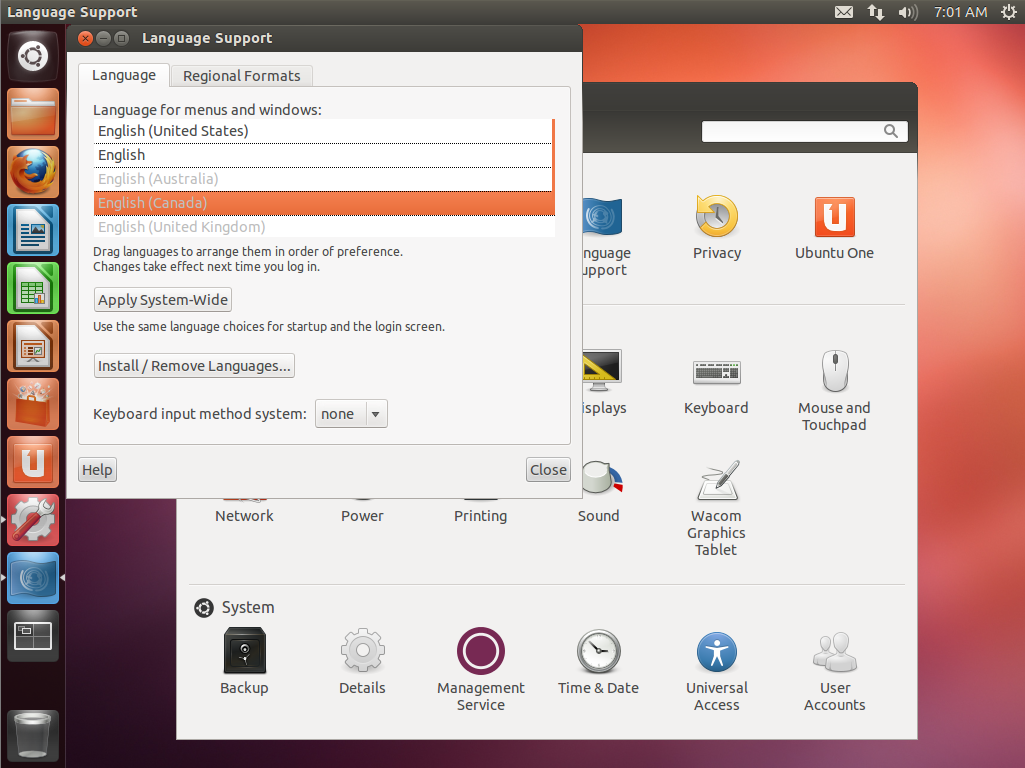 Language Support
7:01 AM
Language Support
Language
Regional Formats
Language for menus and windows:
English (United States)
English
English (Australia)
English (Canada)
English (United Kingdom)
Drag languages to arrange them in order of preference.
Changes take effect next time you log in.
Apply System-Wide
Use the same language choices for startup and the login screen.
Install / Remove Languages...
Keyboard input method system:
none
Help
Close
nguage
upport
Privacy
Ubuntu One
isplays
Keyboard
Mouse and
Touchpad
Network
Power
Printing
Sound
Wacom
Graphics
Tablet
System
Backup
Details
Management
Service
Time & Date
Universal
Access
User
Accounts